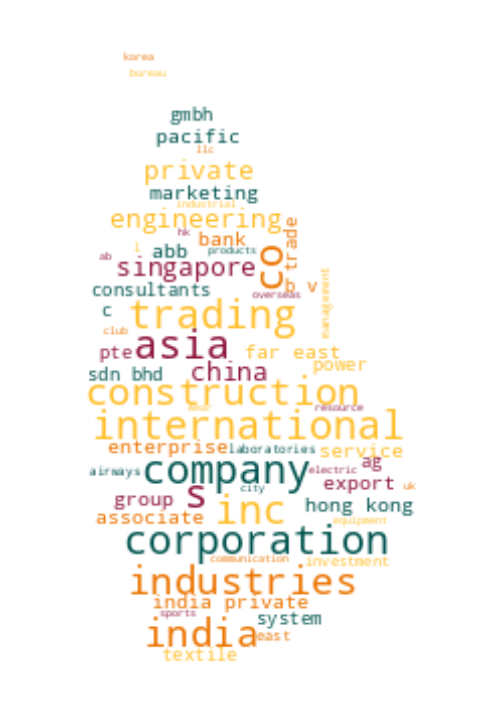 korea
bureau
gmbh
pacific
llc
private
marketing
industrial
engineering
trade
hk
bank
l
abb
products
co
ab
singapore
consultants
b v
overseas
management
c
trading
club
asia
pte
far east
power
sdn bhd
china
construction
resource
international
enterprise
laboratories
service
airways
company
electric
ag
city
export
uk
group
s
inc
hong kong
associate
equipment
corporation
communication
investment
industries
india private
sports
system
india
east
textile